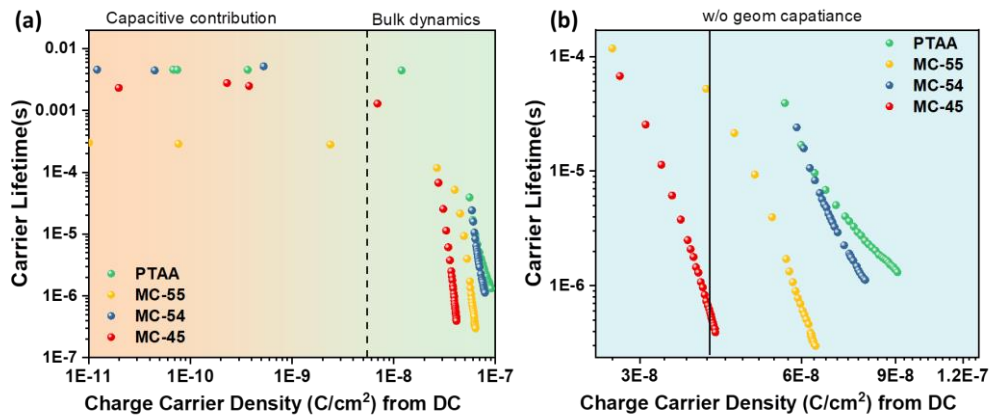 (a)
Capacitive contribution
Bulk dynamics
0.01
0.001
1E-4
1E-5
1E-6
1E-7
Carrier Lifetime(s)
PTAA
MC-55
MC-54
MC-45
1E-11
1E-10
1E-9
1E-8
1E-7
Charge Carrier Density (C/cm²) from DC
(b)
w/o geom capatiance
1E-4
1E-5
1E-6
Carrier Lifetime(s)
PTAA
MC-55
MC-54
MC-45
3E-8
6E-8
9E-8
1.2E-7
Charge Carrier Density (C/cm²) from DC